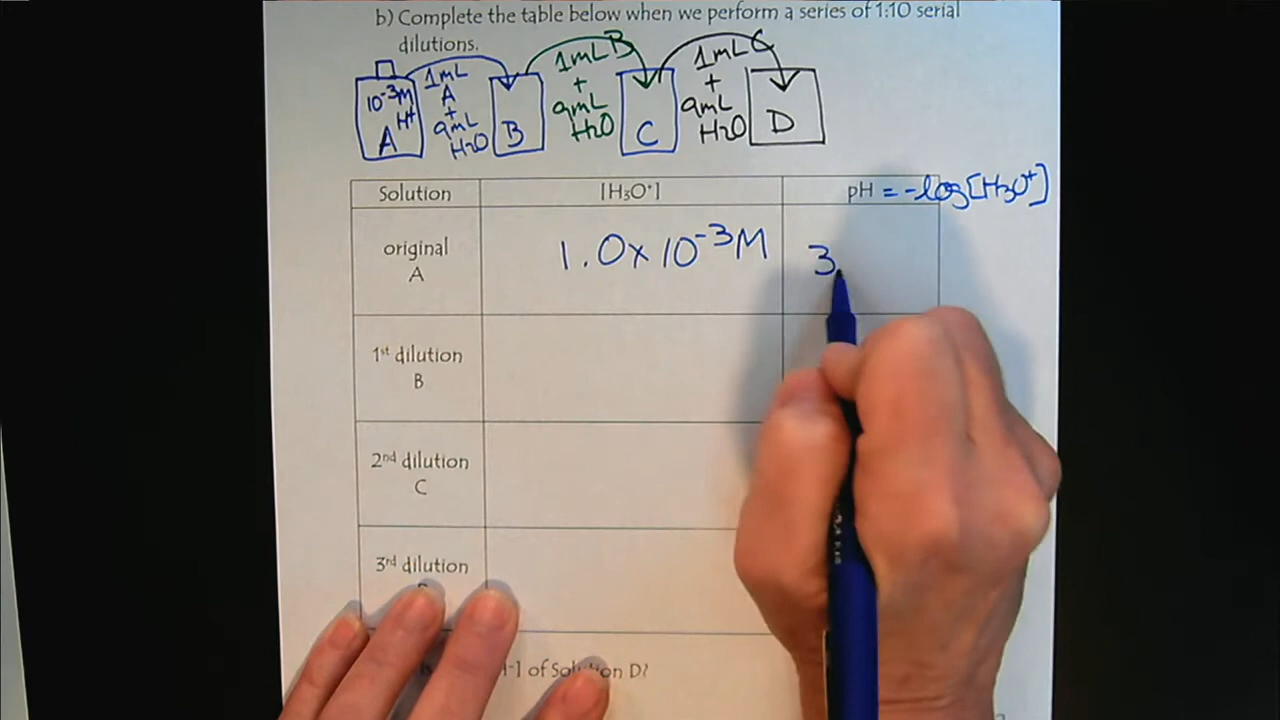 b) Complete the table below when we perform a series of 1:10 serial
dilutions.
10⁻³M
H⁺
A
1mL
A
+
9mL
H2O
B
1mL B
+
9mL
H2O
C
1mL C
+
9mL
H2O
D
Solution [H₃O⁺] pH = -log[H₃O⁺]
original
A
1.0x10⁻³M 3.
1ˢᵗ dilution
B
2ⁿᵈ dilution
C
3ʳᵈ dilution
of Solution D?